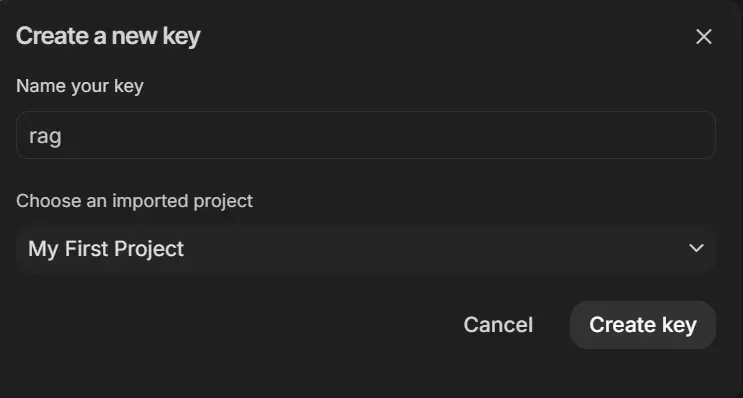 Create a new key
Name your key
rag
Choose an imported project
My First Project
Cancel
Create key